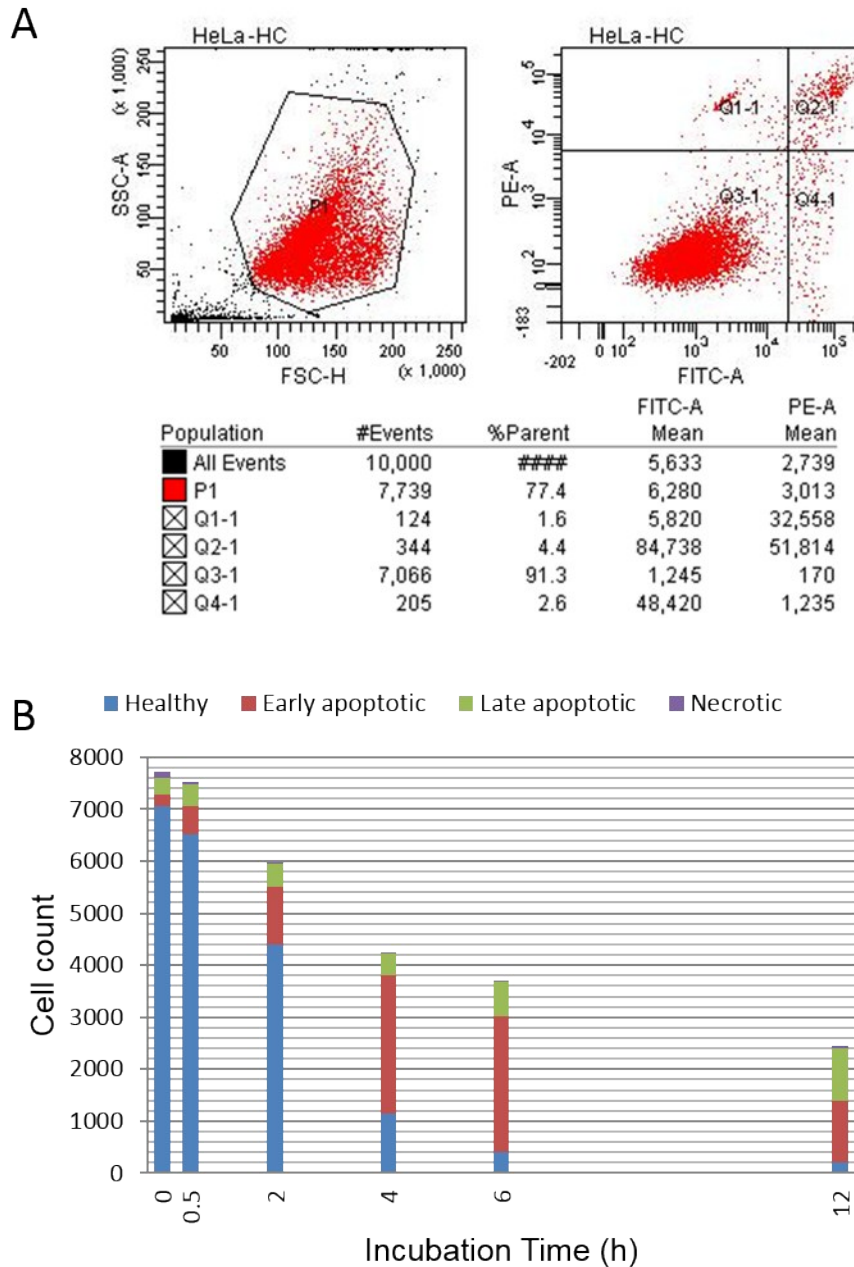 A
HeLa-HC
SSC-A
(x 1,000)
250
200
150
100
50
P1
50 100 150 200 250
FSC-H
(x 1,000)
HeLa-HC
PE-A
10^5
10^4
10^3
10^2
0
-183
Q1-1
Q2-1
Q3-1
Q4-1
-202
0 10^2 10^3 10^4 10^5
FITC-A
FITC-A PE-A
Population #Events %Parent Mean Mean
All Events 10,000 #### 5,633 2,739
P1 7,739 77.4 6,280 3,013
Q1-1 124 1.6 5,820 32,558
Q2-1 344 4.4 84,738 51,814
Q3-1 7,066 91.3 1,245 170
Q4-1 205 2.6 48,420 1,235
B
Healthy Early apoptotic Late apoptotic Necrotic
Cell count
8000
7000
6000
5000
4000
3000
2000
1000
0
0 0.5 2 4 6 12
Incubation Time (h)